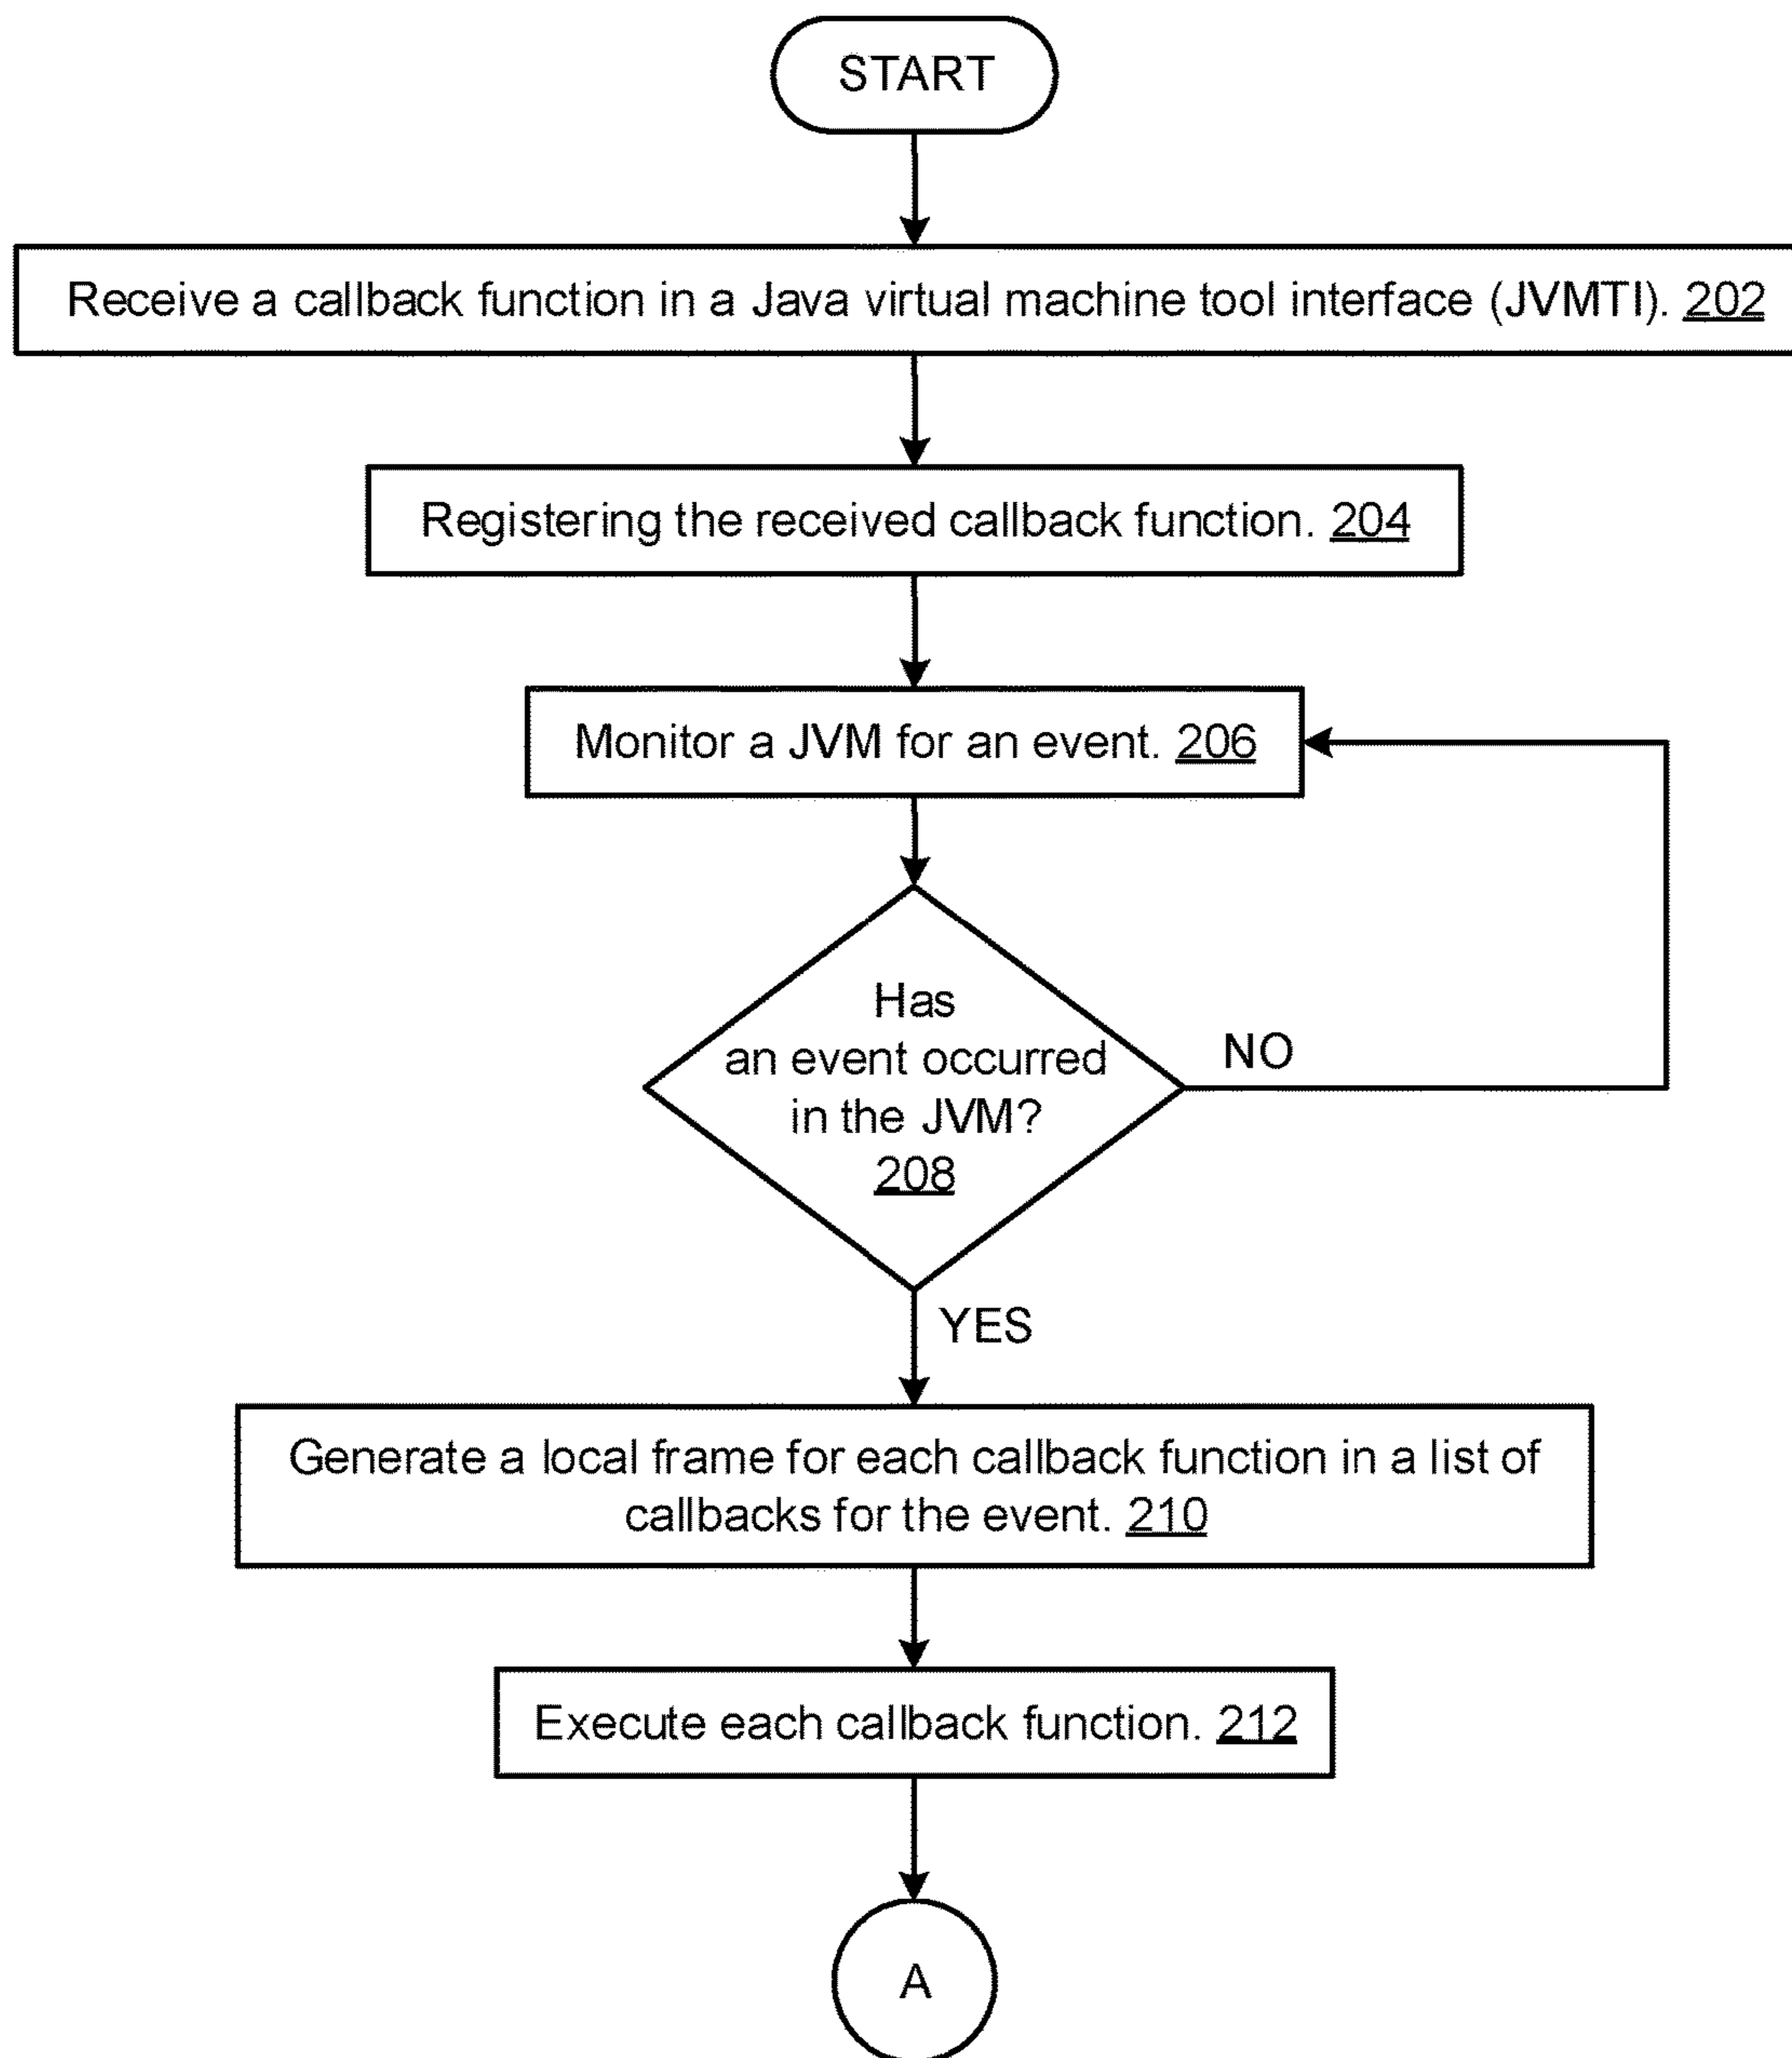 START
Receive a callback function in a Java virtual machine tool interface (JVMTI). 202
Registering the received callback function. 204
Monitor a JVM for an event. 206
Has
an event occurred
in the JVM?
208
NO
YES
Generate a local frame for each callback function in a list of
callbacks for the event. 210
Execute each callback function. 212
A